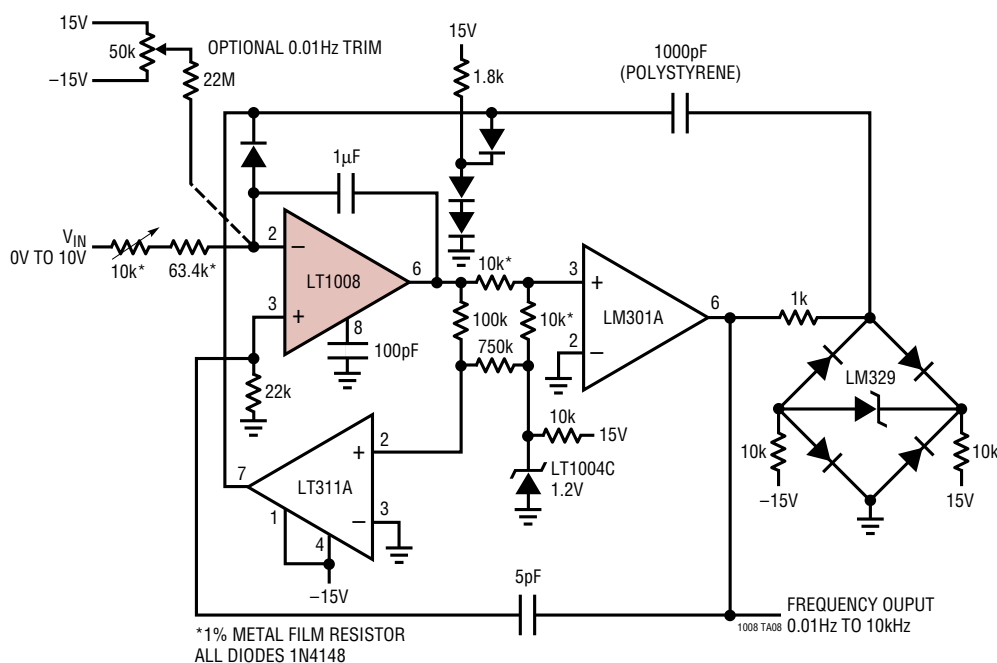 15V
50k
–15V
OPTIONAL 0.01Hz TRIM
22M
15V
1.8k
1000pF
(POLYSTYRENE)
1µF
VIN
0V TO 10V
10k*
63.4k*
2
–
LT1008
6
3
+
8
100pF
22k
10k*
100k
10k*
750k
3
+
LM301A
6
2
–
1k
LM329
10k
–15V
10k
15V
10k
15V
LT1004C
1.2V
7
LT311A
2
+
3
–
1
4
–15V
5pF
FREQUENCY OUPUT
0.01Hz TO 10kHz
1008 TA08
*1% METAL FILM RESISTOR
ALL DIODES 1N4148